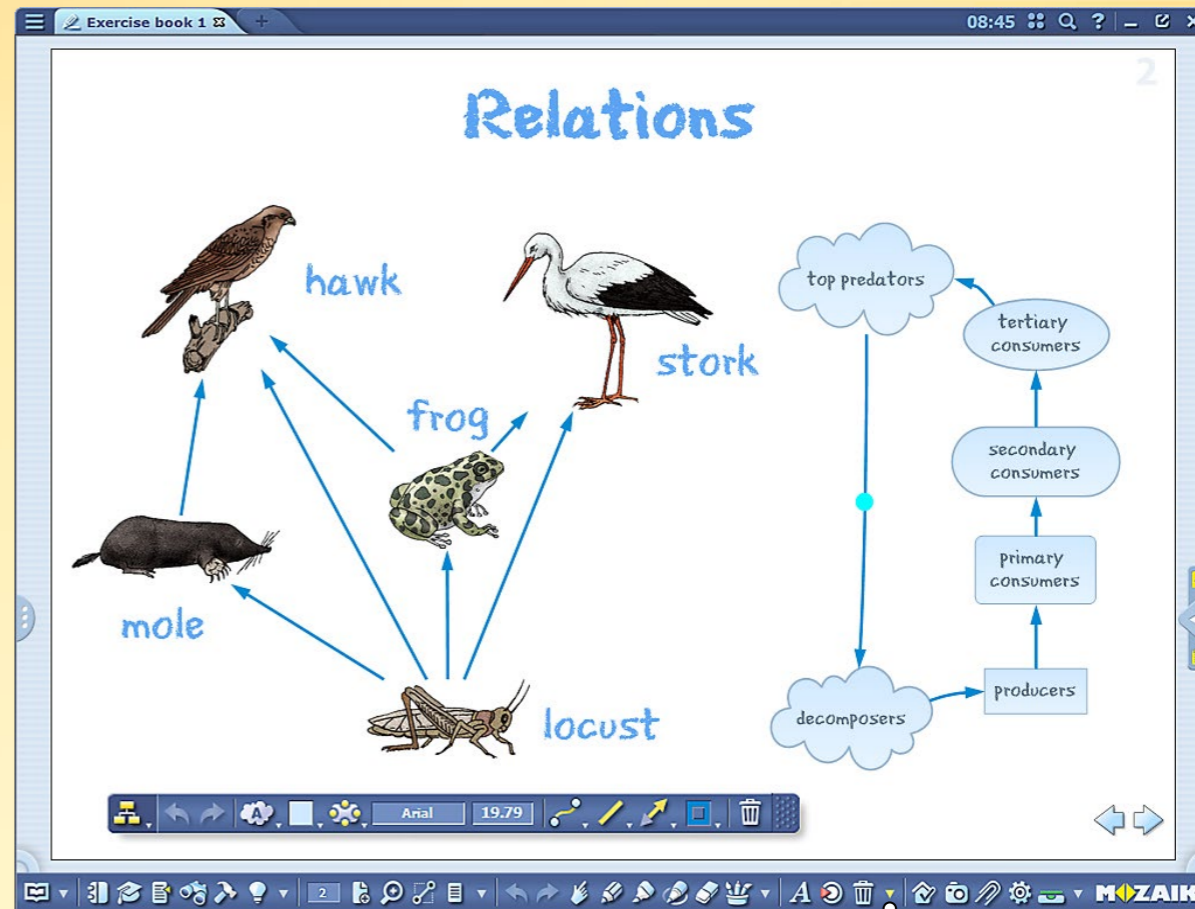 Exercise book 1
08:45
2
Relations
hawk
stork
frog
mole
locust
top predators
tertiary
consumers
secondary
consumers
primary
consumers
producers
decomposers
A
Arial
19.79
2
A
MOZAIK